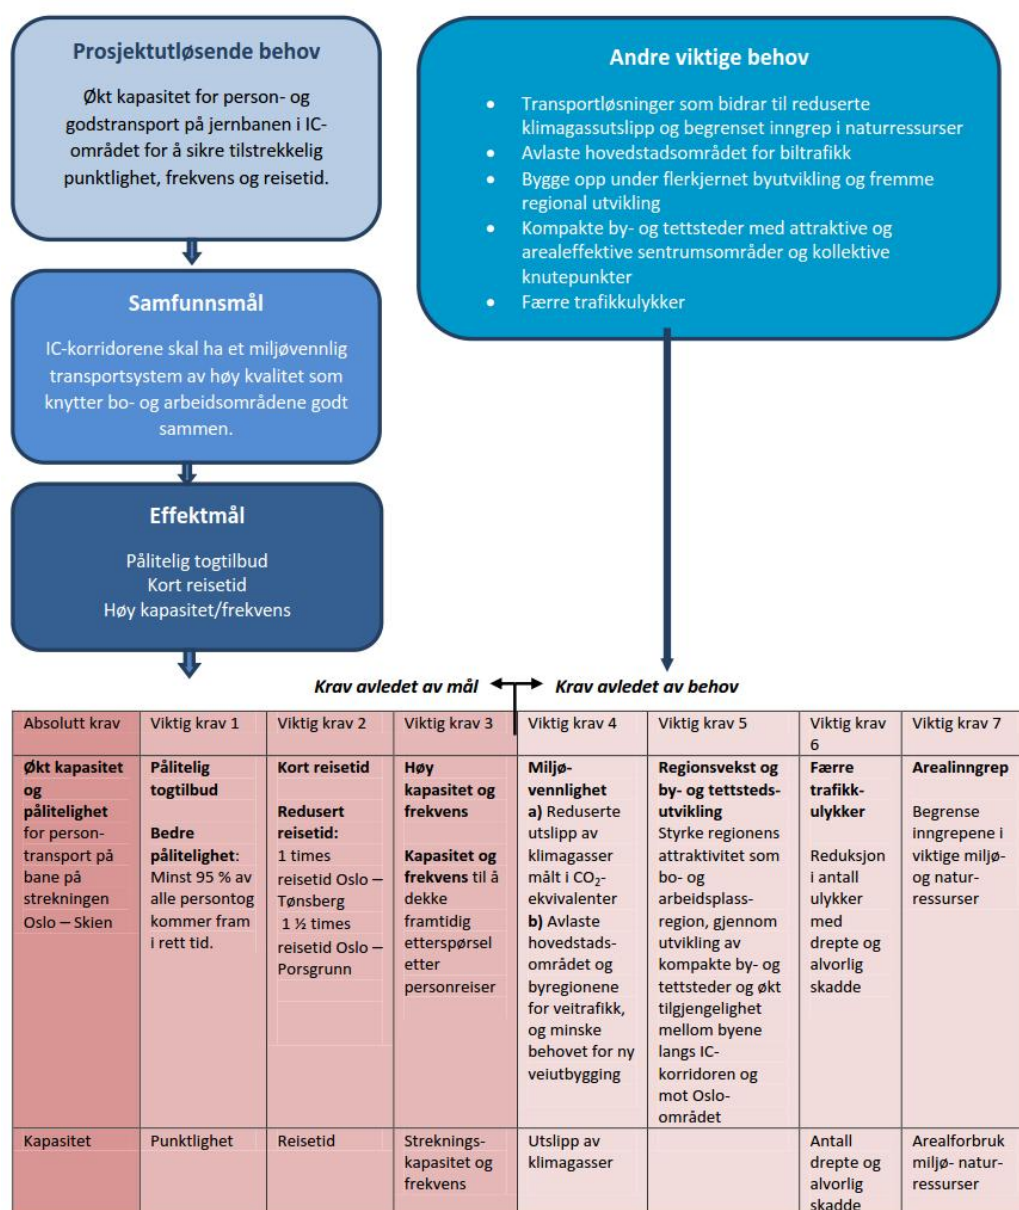 Prosjektutløsende behov
Økt kapasitet for person- og
godstransport på jernbanen i IC-
området for å sikre tilstrekkelig
punktlighet, frekvens og reisetid.
Andre viktige behov
• Transportløsninger som bidrar til reduserte
klimagassutslipp og begrenset inngrep i naturressurser
• Avlaste hovedstadsområdet for biltrafikk
• Bygge opp under flerkjernet byutvikling og fremme
regional utvikling
• Kompakte by- og tettsteder med attraktive og
arealeffektive sentrumsområder og kollektive
knutepunkter
• Færre trafikkulykker
Samfunnsmål
IC-korridorene skal ha et miljøvennlig
transportsystem av høy kvalitet som
knytter bo- og arbeidsområdene godt
sammen.
Effektmål
Pålitelig togtilbud
Kort reisetid
Høy kapasitet/frekvens
Krav avledet av mål
Krav avledet av behov
Absolutt krav
Viktig krav 1
Viktig krav 2
Viktig krav 3
Viktig krav 4
Viktig krav 5
Viktig krav
6
Viktig krav 7
Økt kapasitet
og
pålitelighet
for person-
transport på
bane på
strekningen
Oslo – Skien
Pålitelig
togtilbud
Bedre
pålitelighet:
Minst 95 % av
alle persontog
kommer fram
i rett tid.
Kort reisetid
Redusert
reisetid:
1 times
reisetid Oslo –
Tønsberg
1 ½ times
reisetid Oslo –
Porsgrunn
Høy
kapasitet og
frekvens
Kapasitet og
frekvens til å
dekke
framtidig
etterspørsel
etter
personreiser
Miljø-
vennlighet
a) Reduserte
utslipp av
klimagasser
målt i CO2-
ekvivalenter
b) Avlaste
hovedstads-
området og
byregionene
for veitrafikk,
og minske
behovet for ny
veiutbygging
Regionsvekst og
by- og tettsteds-
utvikling
Styrke regionens
attraktivitet som
bo- og
arbeidsplass-
region, gjennom
utvikling av
kompakte by- og
tettsteder og økt
tilgjengelighet
mellom byene
langs IC-
korridoren og
mot Oslo-
området
Færre
trafikk-
ulykker
Reduksjon
i antall
ulykker
med
drepte og
alvorlig
skadde
Arealinngrep
Begrense
inngrepene i
viktige miljø-
og natur-
ressurser
Kapasitet
Punktlighet
Reisetid
Streknings-
kapasitet og
frekvens
Utslipp av
klimagasser
Antall
drepte og
alvorlig
skadde
Arealforbruk
miljø- natur-
ressurser